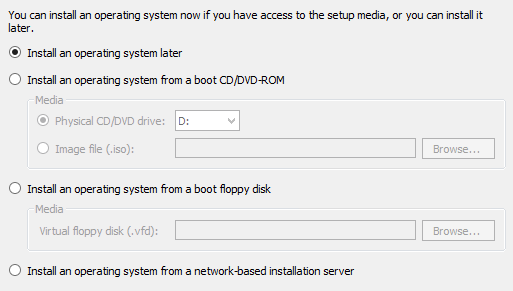 You can install an operating system now if you have access to the setup media, or you can install it
later.
Install an operating system later
Install an operating system from a boot CD/DVD-ROM
Media
Physical CD/DVD drive: D:
Image file (.iso): Browse...
Install an operating system from a boot floppy disk
Media
Virtual floppy disk (.vfd): Browse...
Install an operating system from a network-based installation server